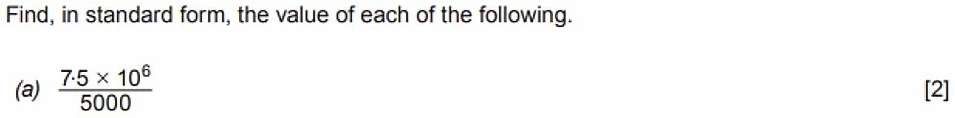 Find, in standard form, the value of each of the following.
(a) 7·5 × 10⁶
5000
[2]